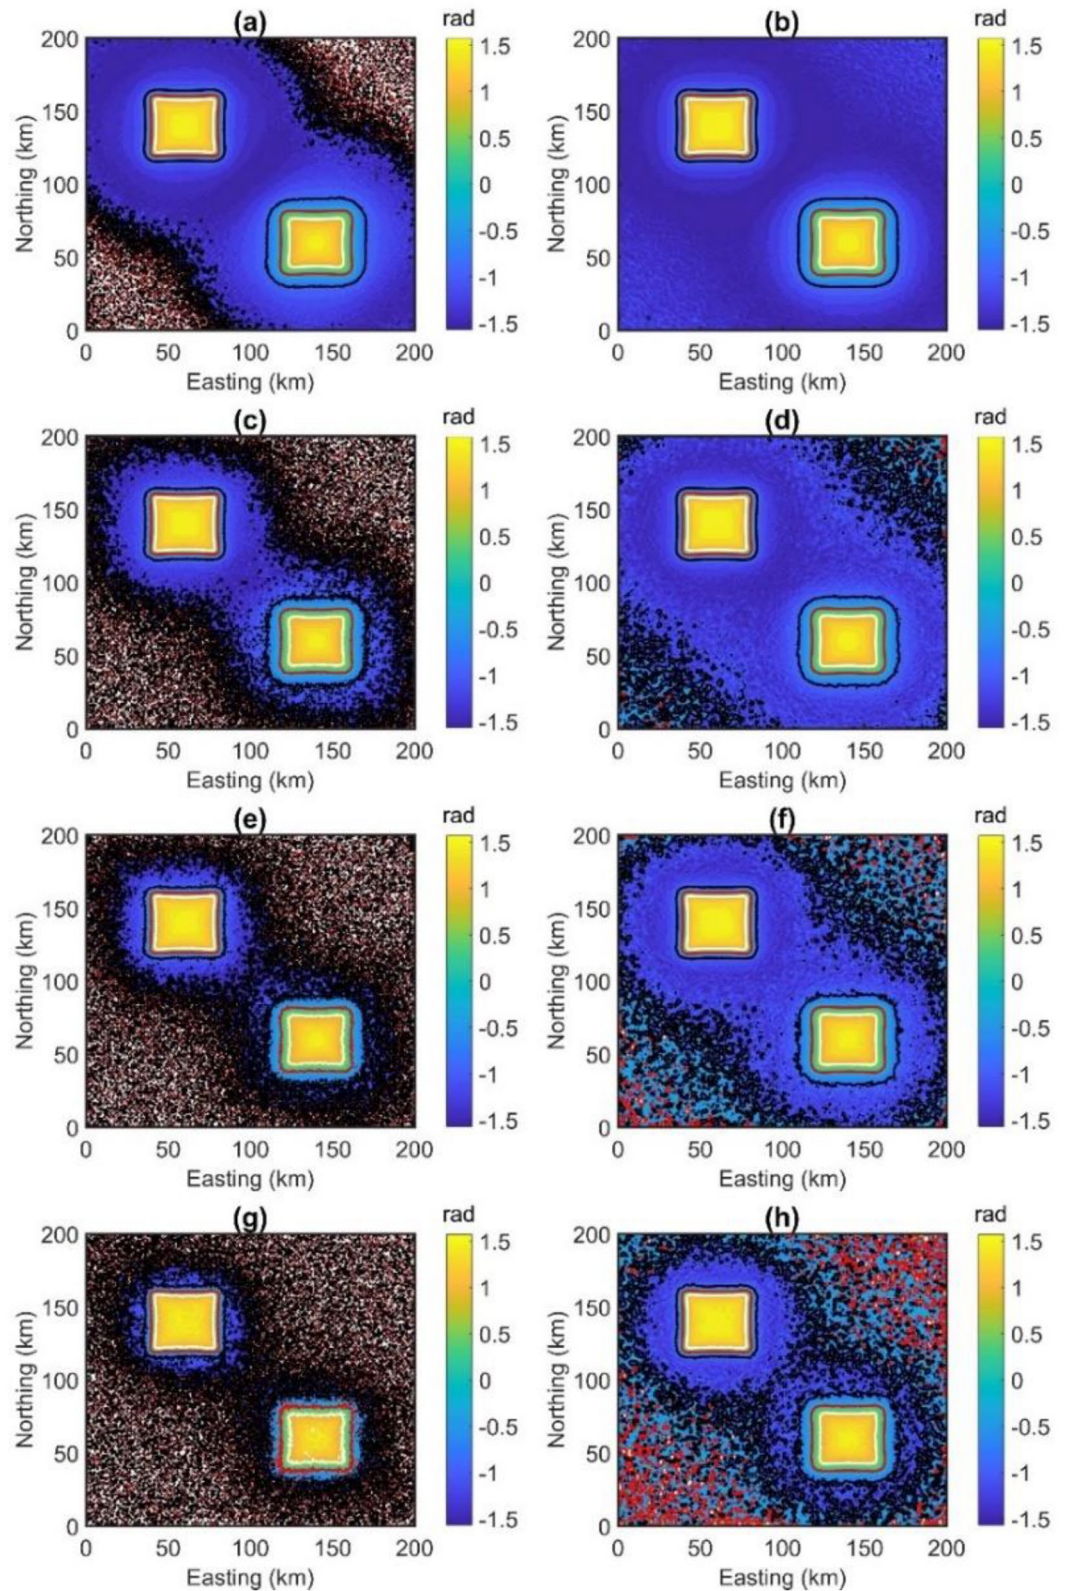 (a) rad (b) rad
200 1.5 200 1.5
150 1 150 1
0.5 0.5
100 0 100 0
-0.5 -0.5
50 -1 50 -1
0 -1.5 0 -1.5
0 50 100 150 200 0 50 100 150 200
Northing (km) Northing (km)
Easting (km) Easting (km)
(c) rad (d) rad
200 1.5 200 1.5
150 1 150 1
0.5 0.5
100 0 100 0
-0.5 -0.5
50 -1 50 -1
0 -1.5 0 -1.5
0 50 100 150 200 0 50 100 150 200
Northing (km) Northing (km)
Easting (km) Easting (km)
(e) rad (f) rad
200 1.5 200 1.5
150 1 150 1
0.5 0.5
100 0 100 0
-0.5 -0.5
50 -1 50 -1
0 -1.5 0 -1.5
0 50 100 150 200 0 50 100 150 200
Northing (km) Northing (km)
Easting (km) Easting (km)
(g) rad (h) rad
200 1.5 200 1.5
150 1 150 1
0.5 0.5
100 0 100 0
-0.5 -0.5
50 -1 50 -1
0 -1.5 0 -1.5
0 50 100 150 200 0 50 100 150 200
Northing (km) Northing (km)
Easting (km) Easting (km)